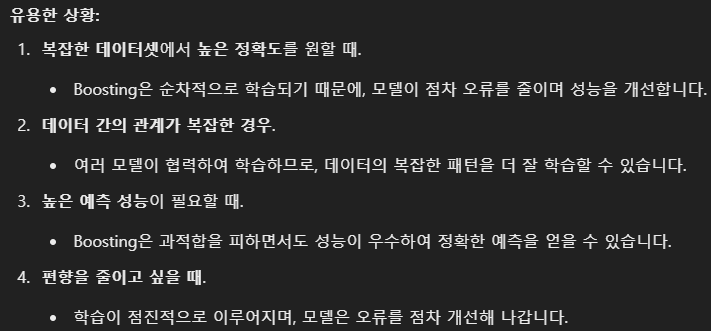 유용한 상황:
1. 복잡한 데이터셋에서 높은 정확도를 원할 때.
• Boosting은 순차적으로 학습되기 때문에, 모델이 점차 오류를 줄이며 성능을 개선합니다.
2. 데이터 간의 관계가 복잡한 경우.
• 여러 모델이 협력하여 학습하므로, 데이터의 복잡한 패턴을 더 잘 학습할 수 있습니다.
3. 높은 예측 성능이 필요할 때.
• Boosting은 과적합을 피하면서도 성능이 우수하여 정확한 예측을 얻을 수 있습니다.
4. 편향을 줄이고 싶을 때.
• 학습이 점진적으로 이루어지며, 모델은 오류를 점차 개선해 나갑니다.